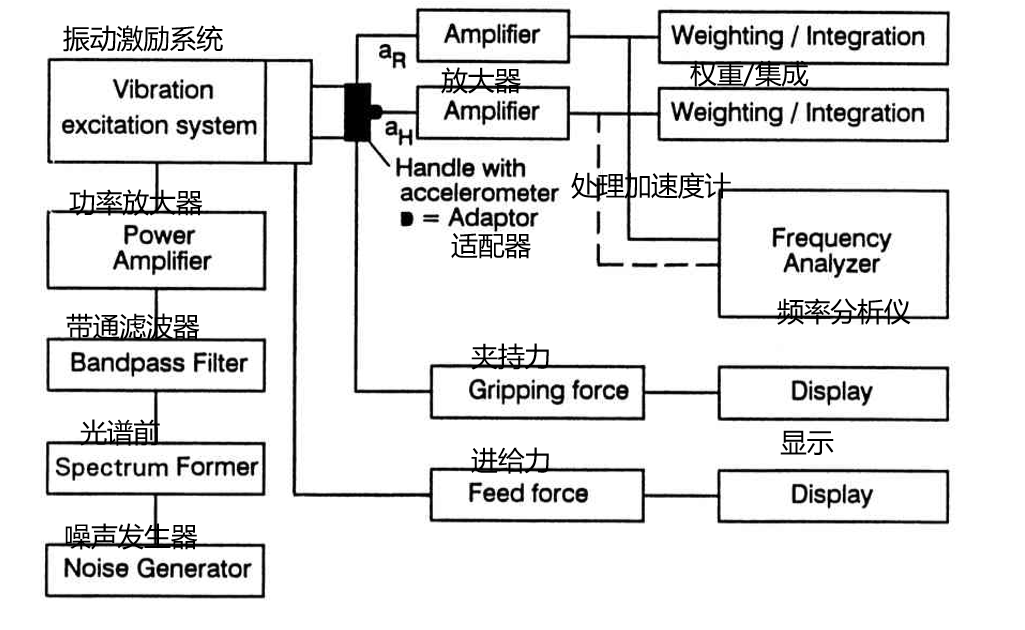 振动激励系统
Vibration
excitation system
功率放大器
Power
Amplifier
带通滤波器
Bandpass Filter
光谱前
Spectrum Former
噪声发生器
Noise Generator
aR
Amplifier
放大器
aH
Amplifier
Handle with
accelerometer
= Adaptor
适配器
处理加速度计
Weighting / Integration
权重/集成
Weighting / Integration
Frequency
Analyzer
频率分析仪
夹持力
Gripping force
Display
显示
进给力
Feed force
Display